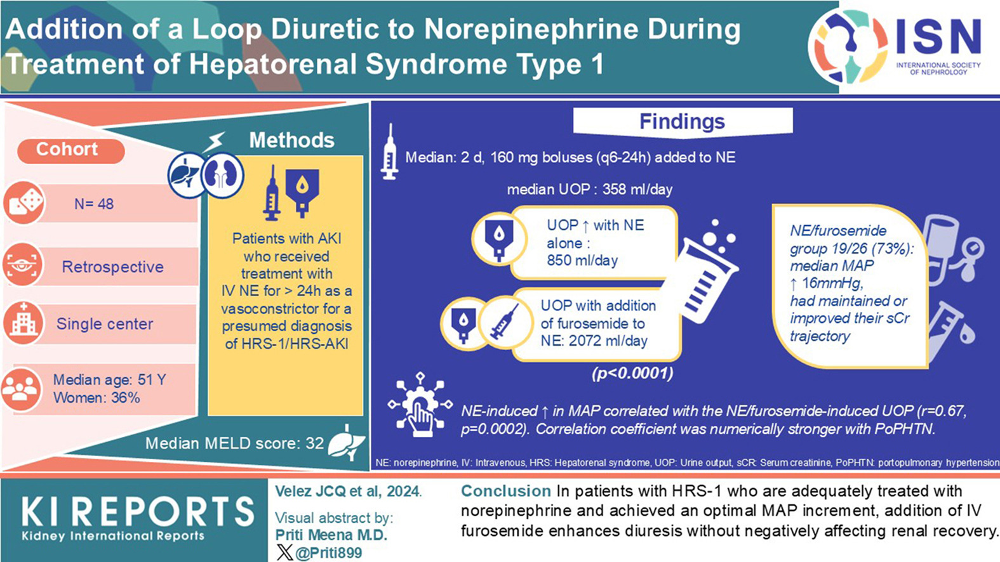 Addition of a Loop Diuretic to Norepinephrine During
Treatment of Hepatorenal Syndrome Type 1
ISN
INTERNATIONAL SOCIETY
OF NEPHROLOGY
Cohort
N= 48
Retrospective
Single center
Median age: 51 Y
Women: 36%
Methods
Patients with AKI
who received
treatment with
IV NE for > 24h as a
vasoconstrictor for a
presumed diagnosis
of HRS-1/HRS-AKI
Median MELD score: 32
Findings
Median: 2 d, 160 mg boluses (q6-24h) added to NE
median UOP : 358 ml/day
UOP ↑ with NE
alone :
850 ml/day
UOP with addition
of furosemide to
NE: 2072 ml/day
(p<0.0001)
NE/furosemide
group 19/26 (73%):
median MAP
↑ 16mmHg,
had maintained or
improved their sCr
trajectory
NE-induced ↑ in MAP correlated with the NE/furosemide-induced UOP (r=0.67,
p=0.0002). Correlation coefficient was numerically stronger with PoPHTN.
NE: norepinephrine, IV: Intravenous, HRS: Hepatorenal syndrome, UOP: Urine output, sCR: Serum creatinine, PoPHTN: portopulmonary hypertension
KI REPORTS
Kidney International Reports
Velez JCQ et al, 2024.
Visual abstract by:
Priti Meena M.D.
X @Priti899
Conclusion In patients with HRS-1 who are adequately treated with
norepinephrine and achieved an optimal MAP increment, addition of IV
furosemide enhances diuresis without negatively affecting renal recovery.